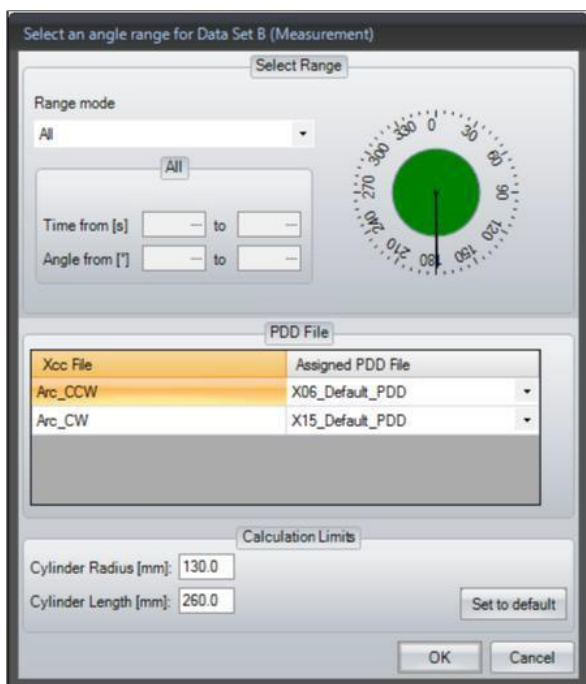 Select an angle range for Data Set B (Measurement)
Select Range
Range mode
All
All
Time from [s] --- to ---
Angle from [°] --- to ---
0
30
60
90
120
150
180
210
240
270
300
330
PDD File
Xcc File Assigned PDD File
Arc_CCW X06_Default_PDD
Arc_CW X15_Default_PDD
Calculation Limits
Cylinder Radius [mm]: 130.0
Cylinder Length [mm]: 260.0
Set to default
OK Cancel